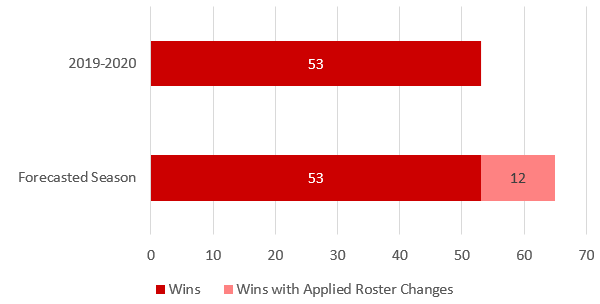 2019-2020
53
Forecasted Season
53 12
0 10 20 30 40 50 60 70
Wins Wins with Applied Roster Changes